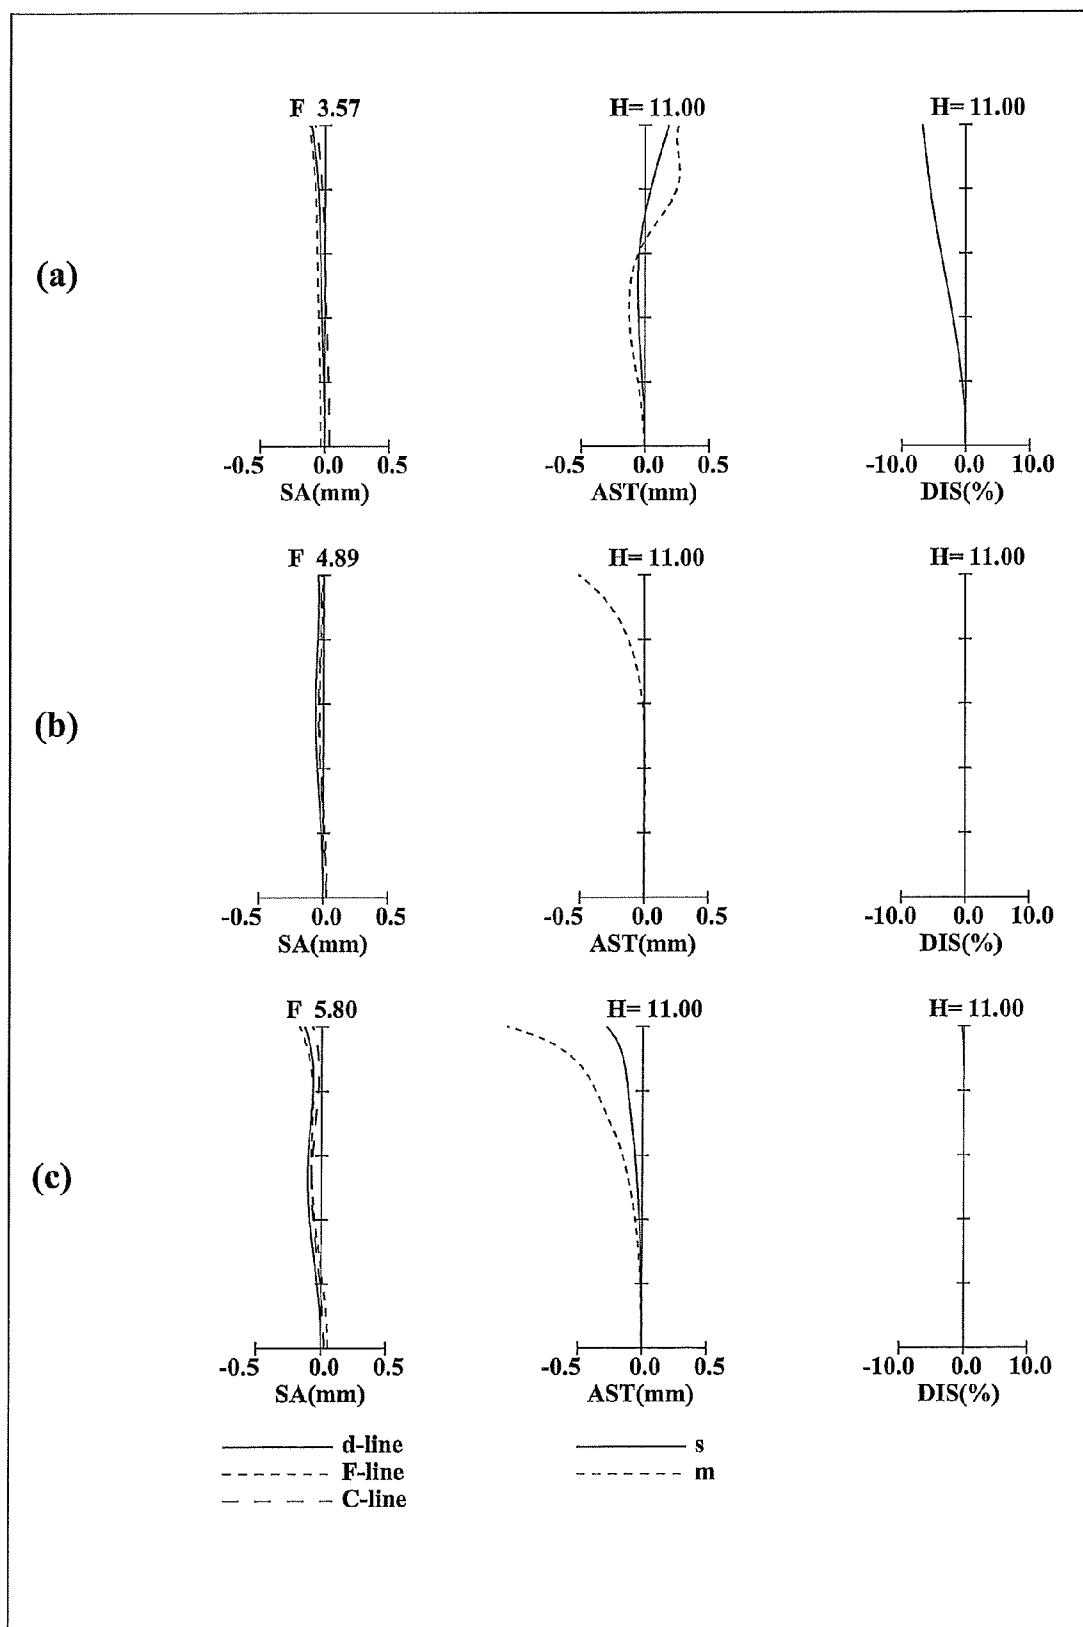 F 3.57 H= 11.00 H= 11.00
(a)
-0.5 0.0 0.5 -0.5 0.0 0.5 -10.0 0.0 10.0
SA(mm) AST(mm) DIS(%)
F 4.89 H= 11.00 H= 11.00
(b)
-0.5 0.0 0.5 -0.5 0.0 0.5 -10.0 0.0 10.0
SA(mm) AST(mm) DIS(%)
F 5.80 H= 11.00 H= 11.00
(c)
-0.5 0.0 0.5 -0.5 0.0 0.5 -10.0 0.0 10.0
SA(mm) AST(mm) DIS(%)
d-line s
F-line m
C-line